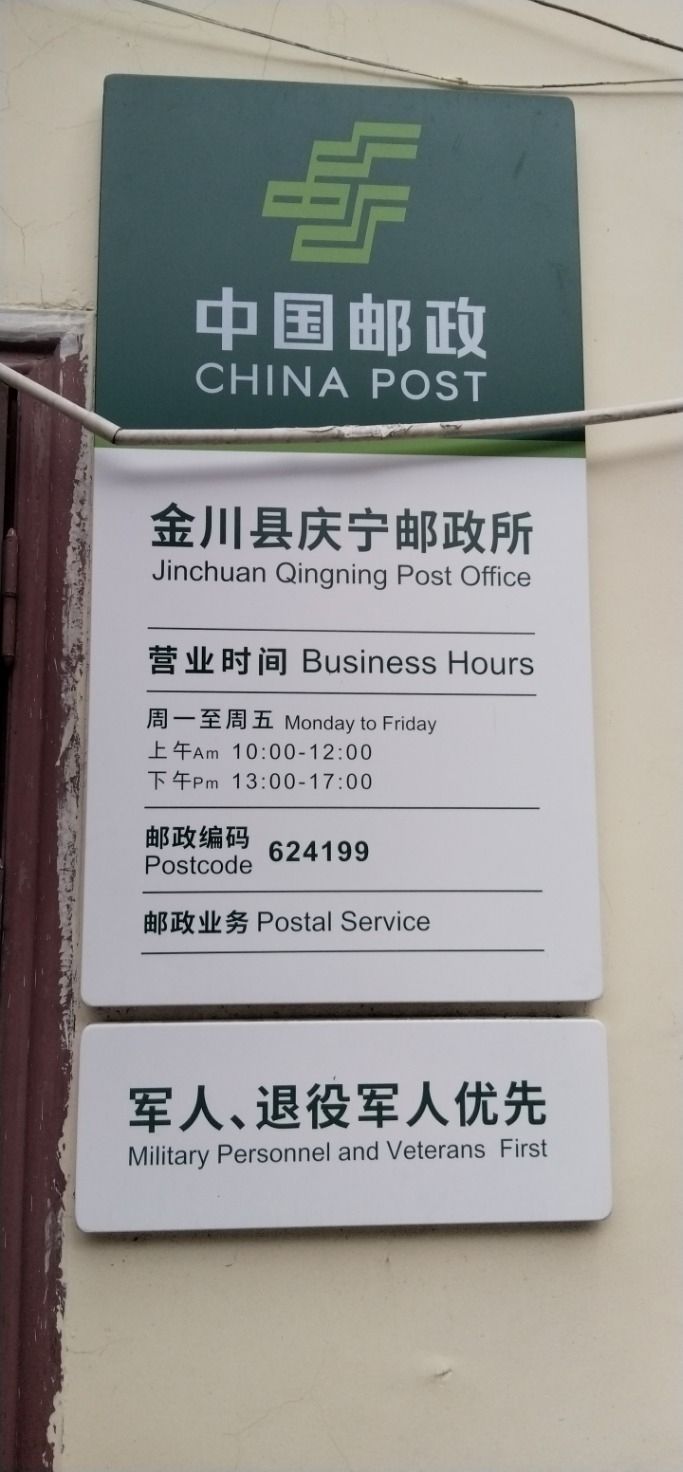 中国邮政
CHINA POST
金川县庆宁邮政所
Jinchuan Qingning Post Office
营业时间 Business Hours
周一至周五 Monday to Friday
上午Am 10:00-12:00
下午Pm 13:00-17:00
邮政编码
Postcode 624199
邮政业务 Postal Service
军人、退役军人优先
Military Personnel and Veterans First